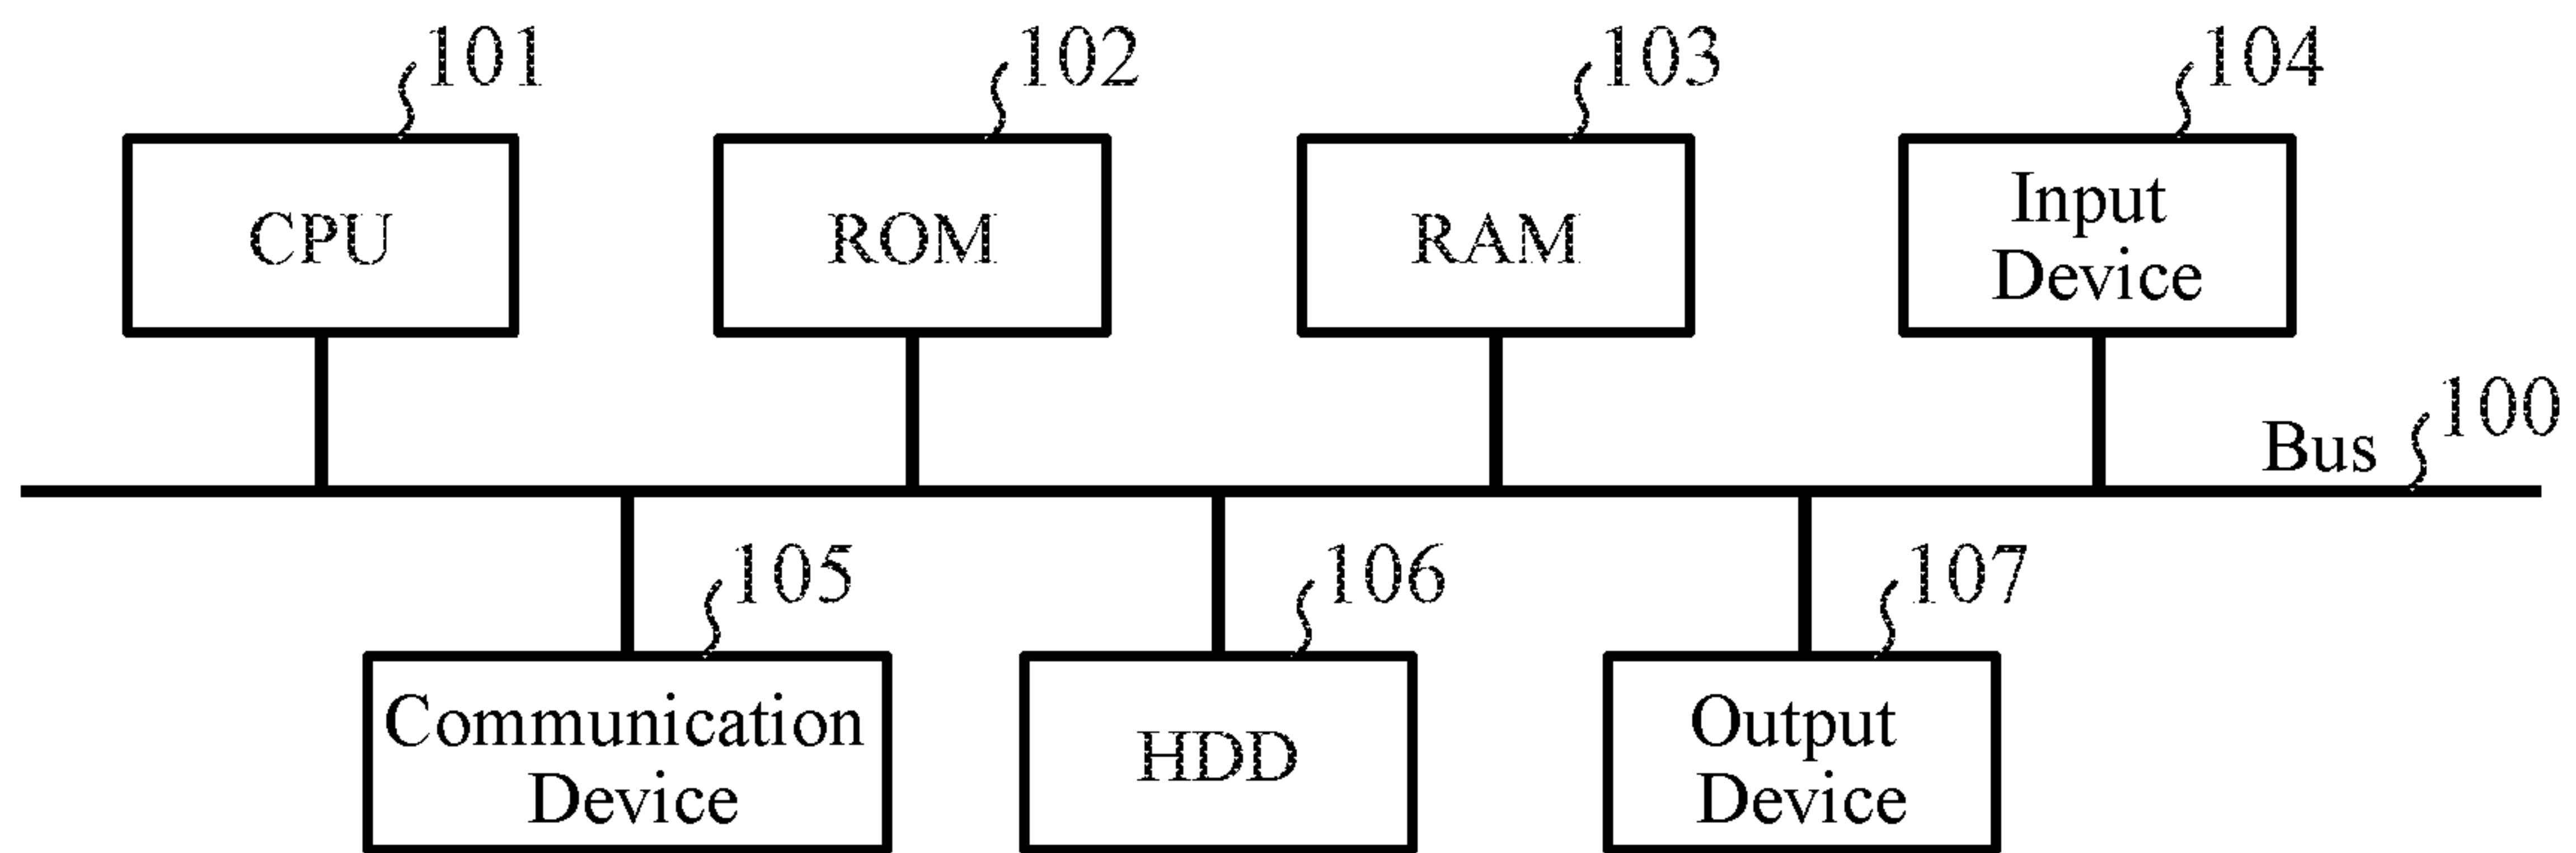 101
102
103
104
CPU
ROM
RAM
Input
Device
Bus
100
105
106
107
Communication
Device
HDD
Output
Device